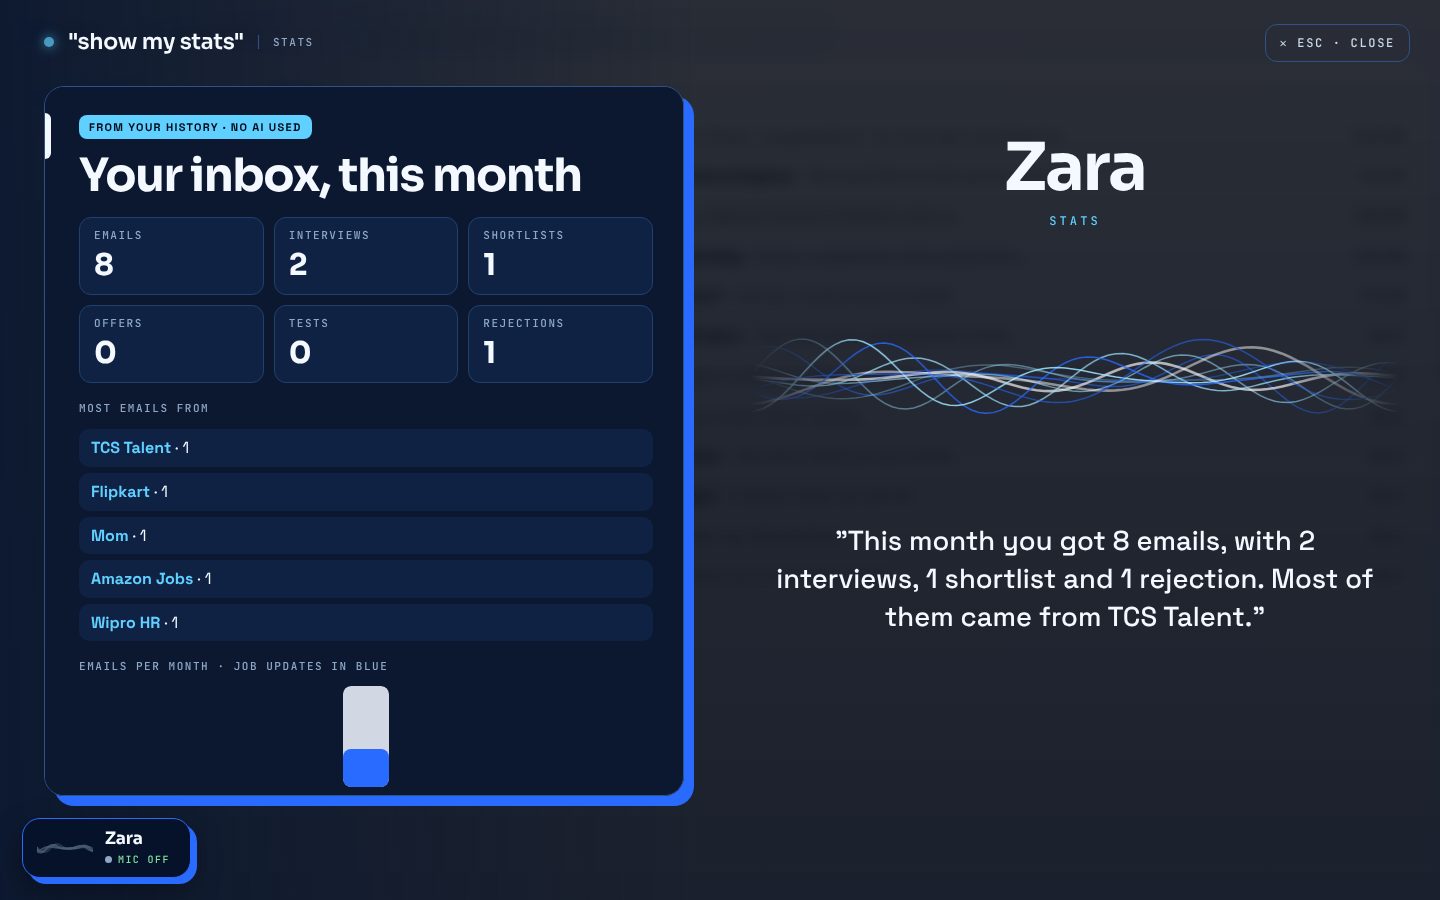 "show my stats"
STATS
× ESC · CLOSE
FROM YOUR HISTORY · NO AI USED
Your inbox, this month
EMAILS
8
INTERVIEWS
2
SHORTLISTS
1
OFFERS
0
TESTS
0
REJECTIONS
1
MOST EMAILS FROM
TCS Talent · 1
Flipkart · 1
Mom · 1
Amazon Jobs · 1
Wipro HR · 1
EMAILS PER MONTH · JOB UPDATES IN BLUE
Zara
STATS
"This month you got 8 emails, with 2
interviews, 1 shortlist and 1 rejection. Most of
them came from TCS Talent."
Zara
MIC OFF